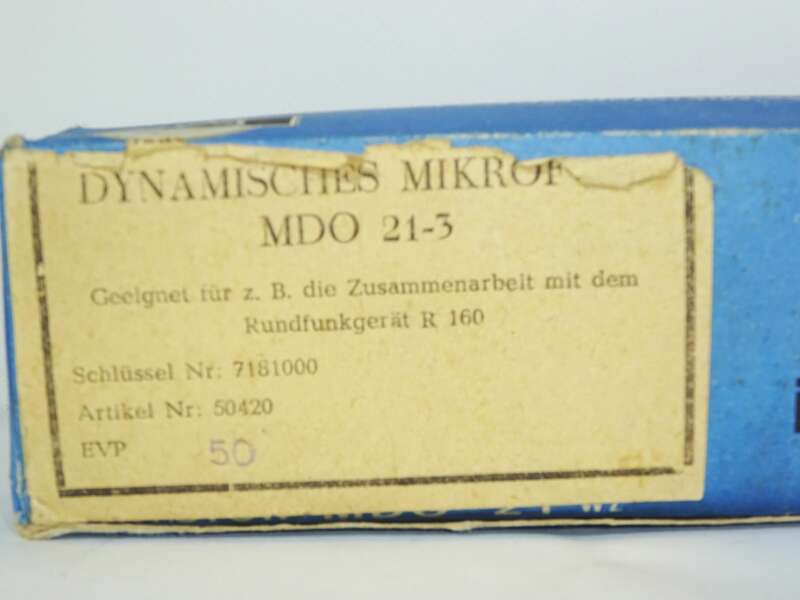 DYNAMISCHES MIKROF
MDO 21-3
Geeignet für z. B. die Zusammenarbeit mit dem
Rundfunkgerät R 160
Schlüssel Nr: 7181000
Artikel Nr: 50420
EVP 50